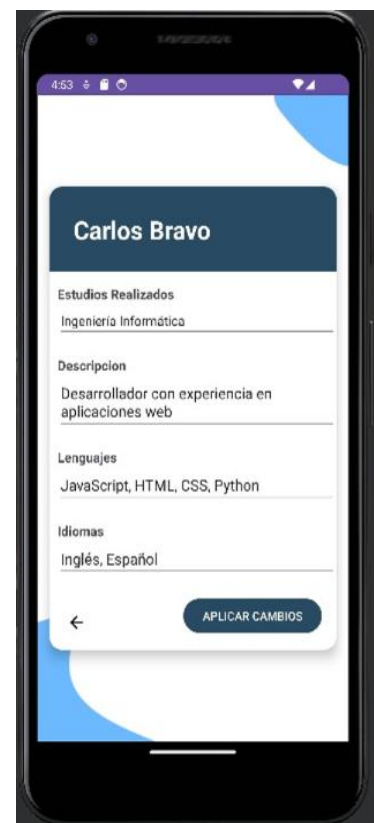 4:53
Carlos Bravo
Estudios Realizados
Ingeniería Informática
Descripcion
Desarrollador con experiencia en
aplicaciones web
Lenguajes
JavaScript, HTML, CSS, Python
Idiomas
Inglés, Español
APLICAR CAMBIOS